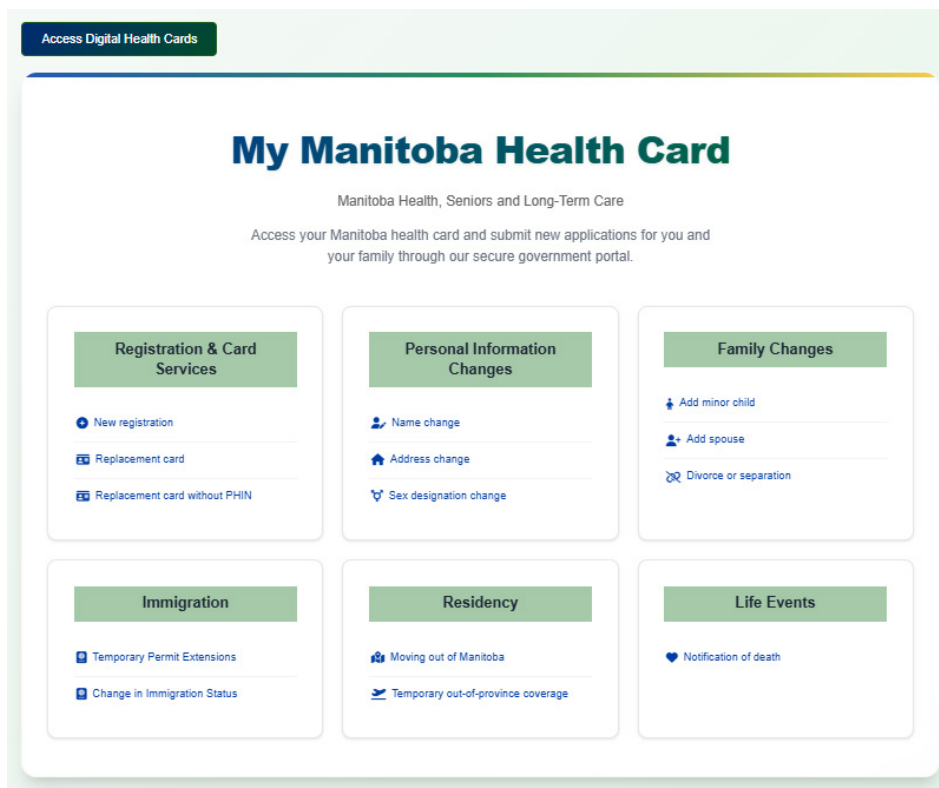 Access Digital Health Cards
My Manitoba Health Card
Manitoba Health, Seniors and Long-Term Care
Access your Manitoba health card and submit new applications for you and
your family through our secure government portal.
Registration & Card
Services
New registration
Replacement card
Replacement card without PHIN
Personal Information
Changes
Name change
Address change
Sex designation change
Family Changes
Add minor child
Add spouse
Divorce or separation
Immigration
Temporary Permit Extensions
Change in Immigration Status
Residency
Moving out of Manitoba
Temporary out-of-province coverage
Life Events
Notification of death